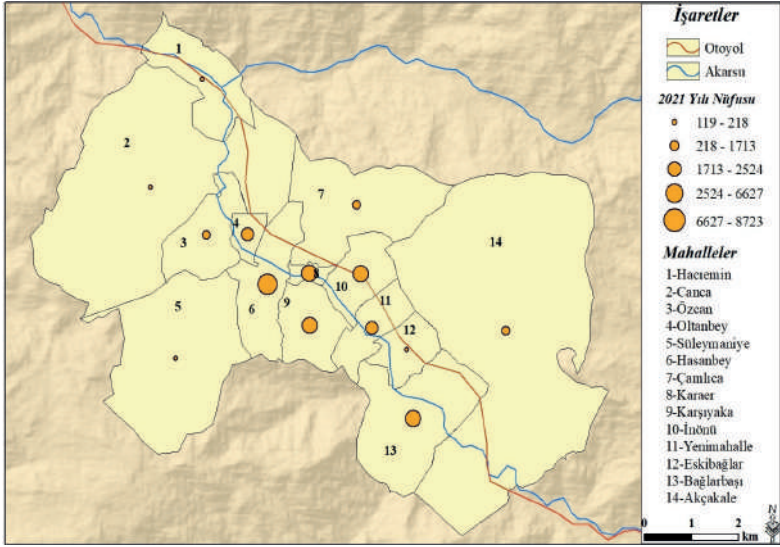 1
2
3
4
5
6
7
8
9
10
11
12
13
14
İşaretler
Otoyol
Akarsu
2021 Yılı Nüfusu
119 - 218
218 - 1713
1713 - 2524
2524 - 6627
6627 - 8723
Mahalleler
1-Hacıemin
2-Canca
3-Özcan
4-Oltanbey
5-Süleymaniye
6-Hasanbey
7-Çamlıca
8-Karaer
9-Karşıyaka
10-İnönü
11-Yenimahalle
12-Eskibağlar
13-Bağlarbaşı
14-Akçakale
N
0 1 2
km